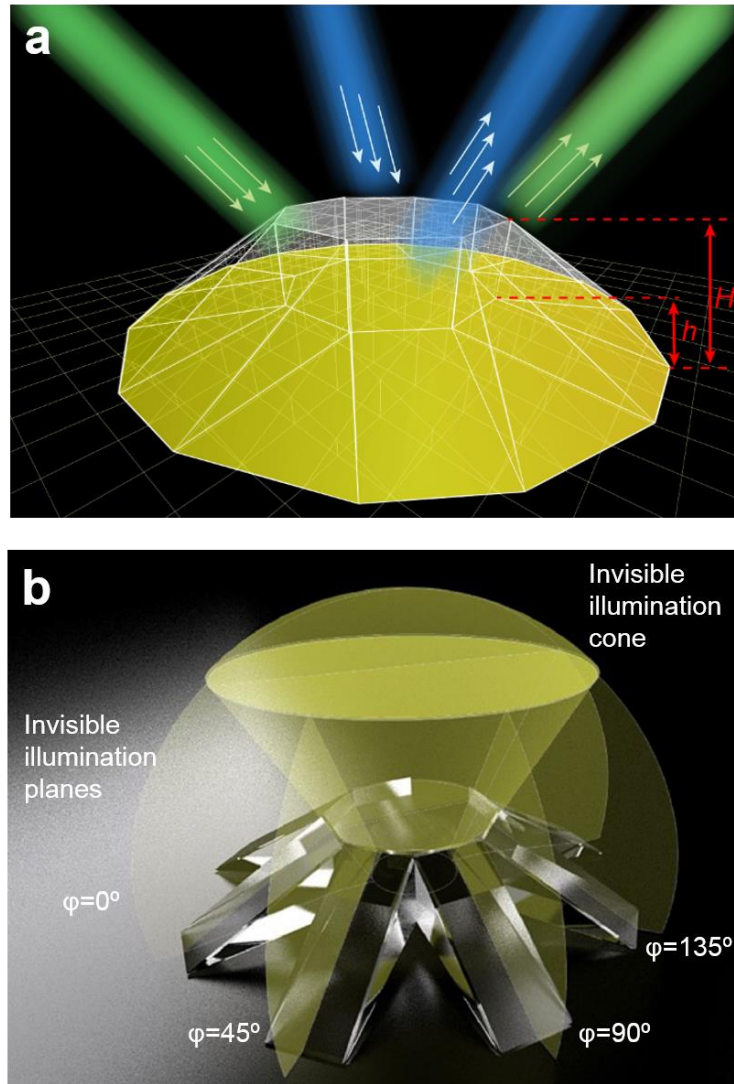 a
H
h
b
Invisible
illumination
cone
Invisible
illumination
planes
φ=0º
φ=135º
φ=45º
φ=90º